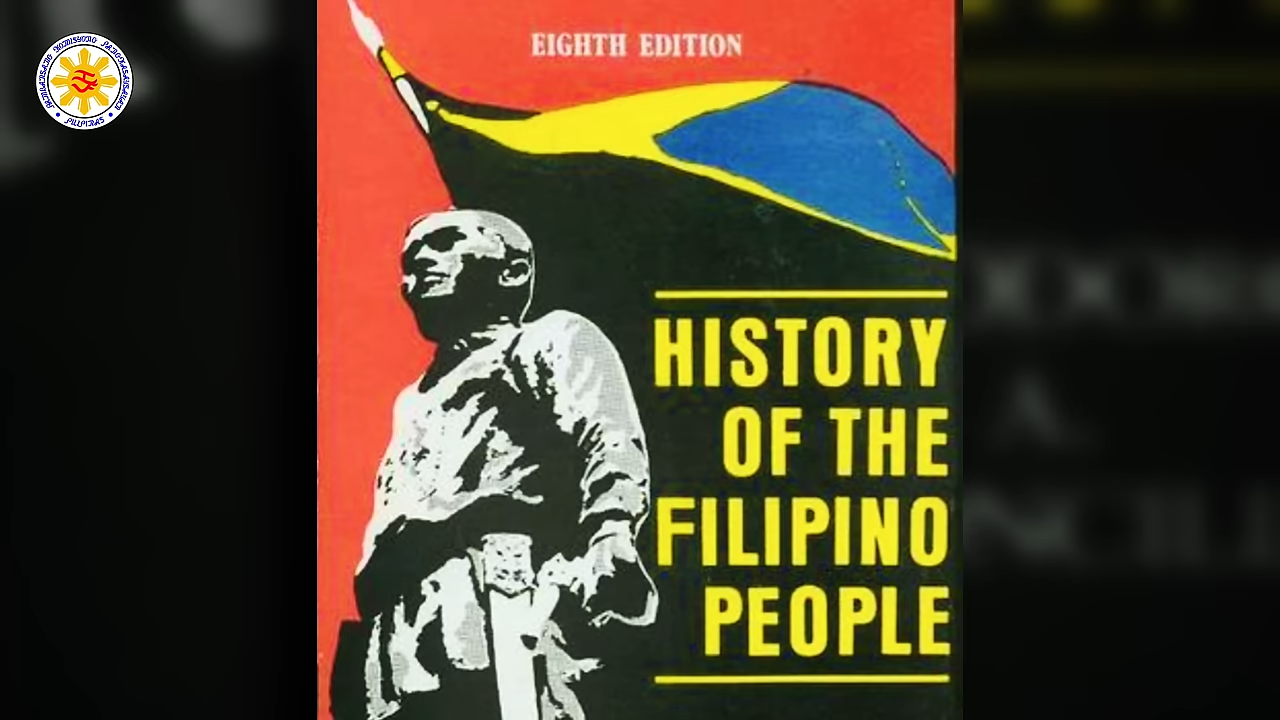 EIGHTH EDITION
HISTORY
OF THE
FILIPINO
PEOPLE